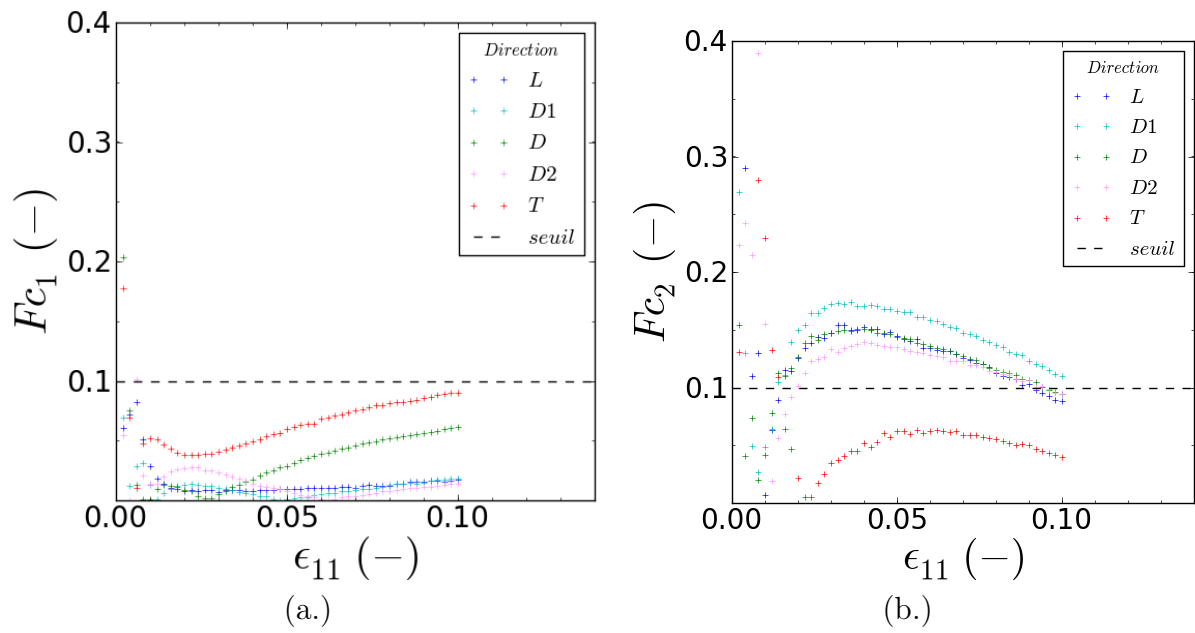 0.4
0.3
0.2
0.1
0.00
0.05
0.10
Fc₁ (−)
ϵ₁₁ (−)
Direction
L
D1
D
D2
T
seuil
(a.)
0.4
0.3
0.2
0.1
0.00
0.05
0.10
Fc₂ (−)
ϵ₁₁ (−)
Direction
L
D1
D
D2
T
seuil
(b.)